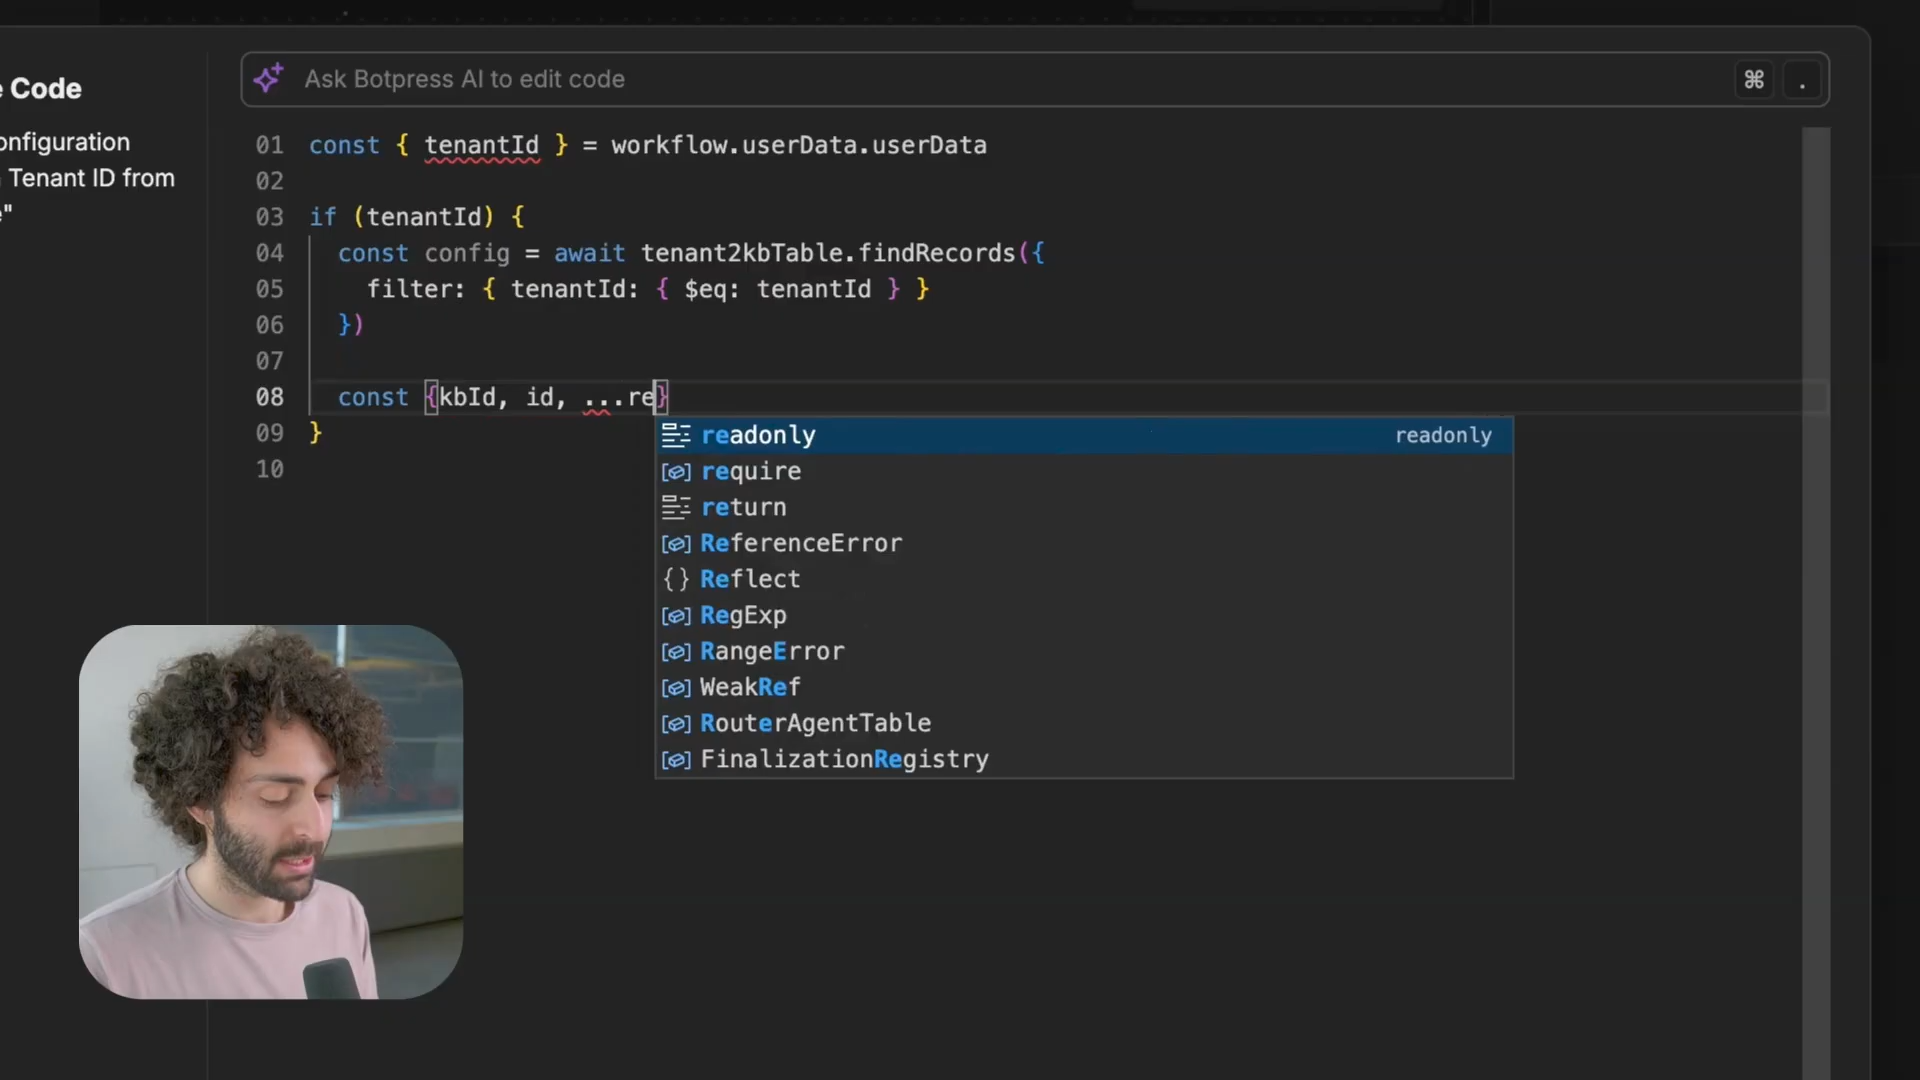 e Code
onfiguration
Tenant ID from
e"
Ask Botpress AI to edit code
⌘ .
01 const { tenantId } = workflow.userData.userData
02
03 if (tenantId) {
04 const config = await tenant2kbTable.findRecords({
05 filter: { tenantId: { $eq: tenantId } }
06 })
07
08 const {kbId, id, ...re}
09 }
10
readonly readonly
require
return
ReferenceError
{} Reflect
RegExp
RangeError
WeakRef
RouterAgentTable
FinalizationRegistry